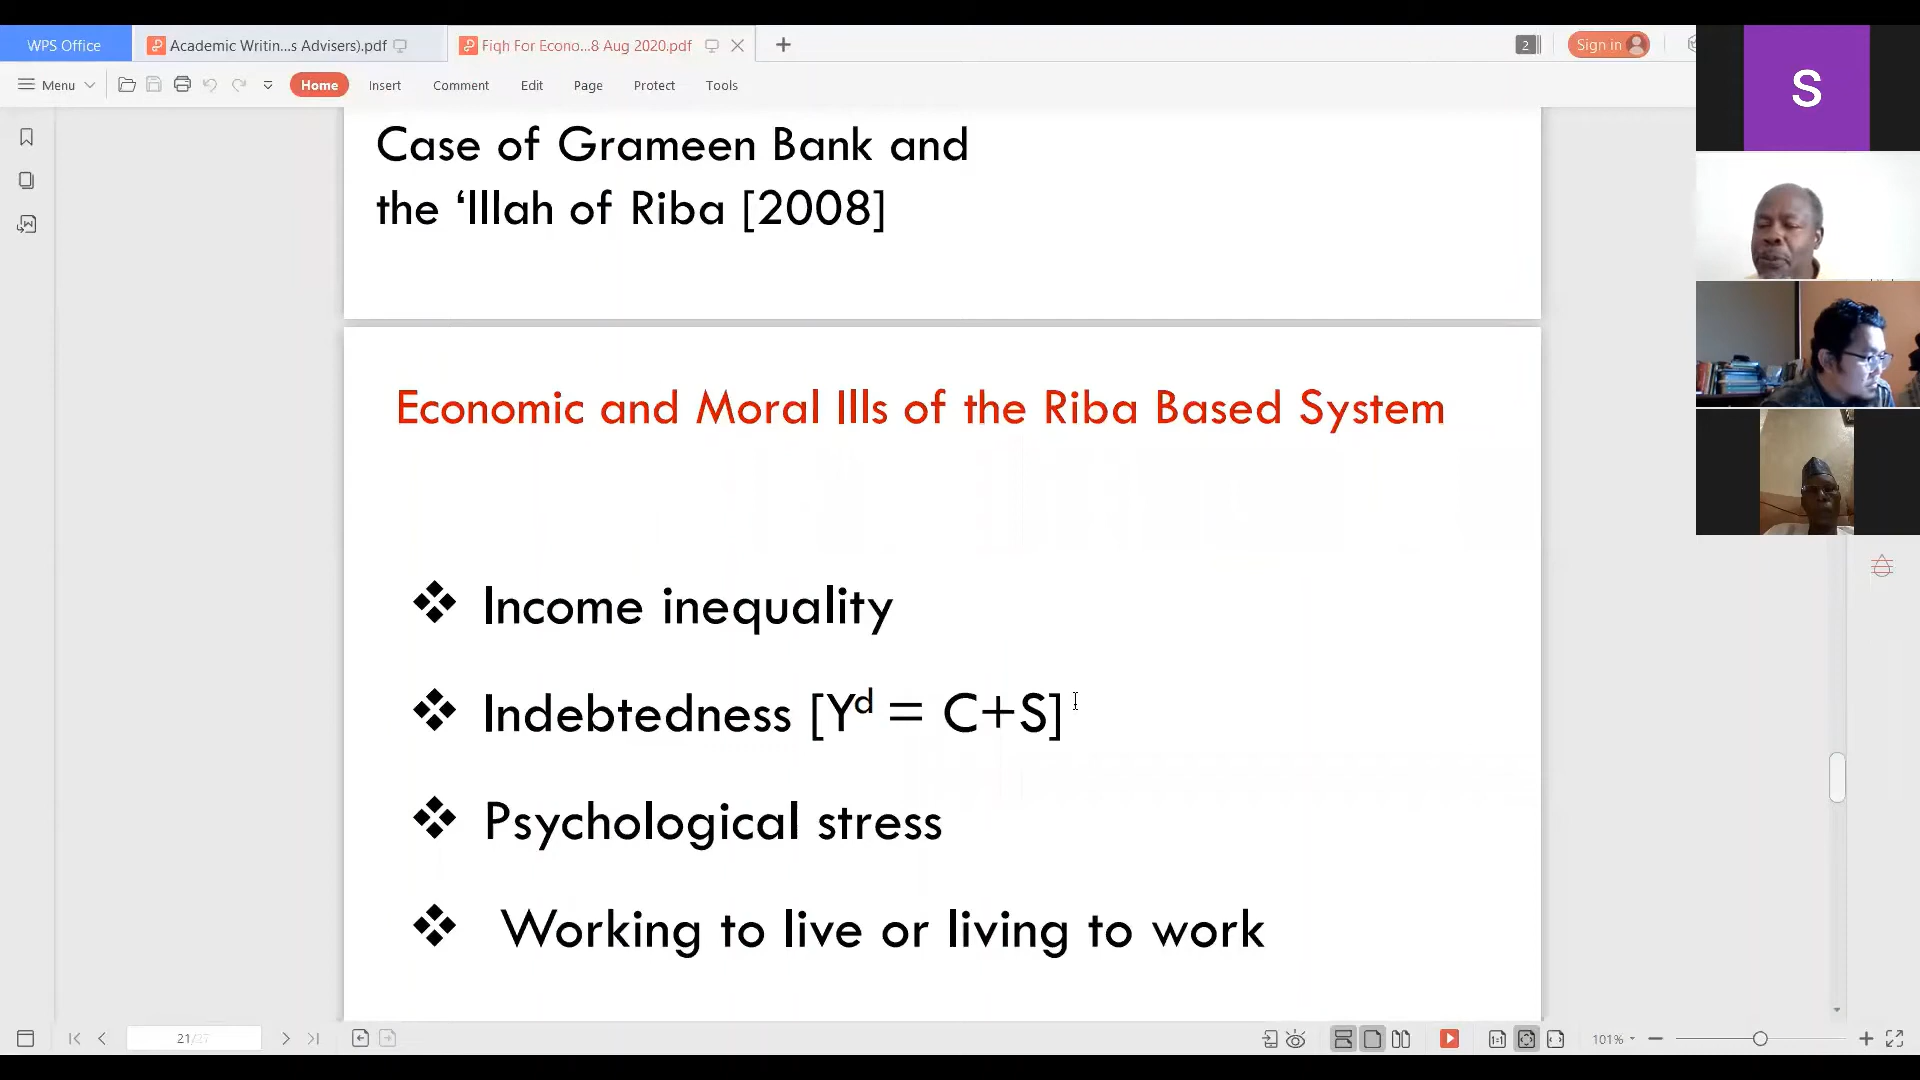 WPS Office
Academic Writin...s Advisers).pdf
Fiqh For Econo...8 Aug 2020.pdf
2
Sign in
Menu
Home
Insert
Comment
Edit
Page
Protect
Tools
S
Case of Grameen Bank and
the ‘Illah of Riba [2008]
Economic and Moral Ills of the Riba Based System
❖ Income inequality
❖ Indebtedness [Yᵈ = C+S]
❖ Psychological stress
❖ Working to live or living to work
21/27
101%